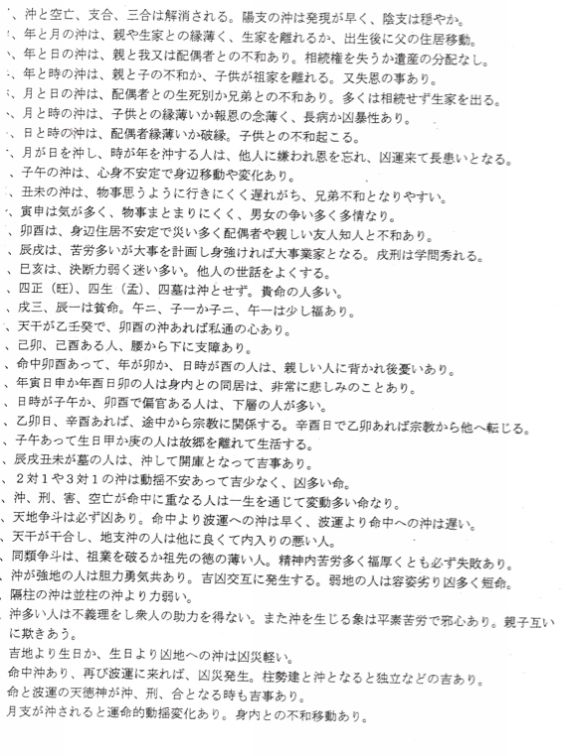 、沖と空亡、支合、三合は解消される。陽支の沖は発現が早く、陰支は穏やか。
、年と月の沖は、親や生家との縁薄く、生家を離れるか、出生後に父の住居移動。
、年と日の沖は、親と我又は配偶者との不和あり。相続権を失うか遺産の分配なし。
、年と時の沖は、親と子の不和か、子供が祖家を離れる。又失恩の事あり。
、月と日の沖は、配偶者との生死別か兄弟との不和あり。多くは相続せず生家を出る。
、月と時の沖は、子供との縁薄いか報恩の念薄く、長病か凶暴性あり。
、日と時の沖は、配偶者縁薄いか破縁。子供との不和起こる。
、月が日を沖し、時が年を沖する人は、他人に嫌われ恩を忘れ、凶運来て長患いとなる。
、子午の沖は、心身不安定で身辺移動や変化あり。
、丑未の沖は、物事思うように行きにくく遅れがち、兄弟不和となりやすい。
、寅申は気が多く、物事まとまりにくく、男女の争い多く多情なり。
、卯酉は、身辺住居不安定で災い多く配偶者や親しい友人知人と不和あり。
、辰戌は、苦労多いが大事を計画し身強ければ大事業家となる。戌刑は学問秀れる。
、巳亥は、決断力弱く迷い多い。他人の世話をよくする。
、四正（旺）、四生（孟）、四墓は沖とせず。貴命の人多い。
、戌三、辰一は貧命。午二、子一か子二、午一は少し福あり。
、天干が乙壬癸で、卯酉の沖あれば私通の心あり。
、己卯、己酉ある人、腰から下に支障あり。
、命中卯酉あって、年が卯か、日時が酉の人は、親しい人に背かれ後憂いあり。
、年寅日申か年酉日卯の人は身内との同居は、非常に悲しみのことあり。
、日時が子午か、卯酉で偏官ある人は、下層の人が多い。
、乙卯日、辛酉あれば、途中から宗教に関係する。辛酉日で乙卯あれば宗教から他へ転じる。
、子午あって生日甲か庚の人は故郷を離れて生活する。
、辰戌丑未が墓の人は、沖して開庫となって吉事あり。
、２対１や３対１の沖は動揺不安あって吉少なく、凶多い命。
、沖、刑、害、空亡が命中に重なる人は一生を通じて変動多い命なり。
、天地争斗は必ず凶あり。命中より波運への沖は早く、波運より命中への沖は遅い。
、天干が干合し、地支沖の人は他に良くて内入りの悪い人。
、同類争斗は、祖業を破るか祖先の徳の薄い人。精神内苦労多く福厚くとも必ず失敗あり。
、沖が強地の人は胆力勇気共あり。吉凶交互に発生する。弱地の人は容姿劣り凶多く短命。
、隔柱の沖は並柱の沖より力弱い。
、沖多い人は不義理をし衆人の助力を得ない。また沖を生じる象は平素苦労で邪心あり。親子互い
に欺きあう。
吉地より生日か、生日より凶地への沖は凶災軽い。
命中沖あり、再び波運に来れば、凶災発生。柱勢建と沖となると独立などの吉あり。
命と波運の天徳神が沖、刑、合となる時も吉事あり。
月支が沖されると運命的動揺変化あり。身内との不和移動あり。